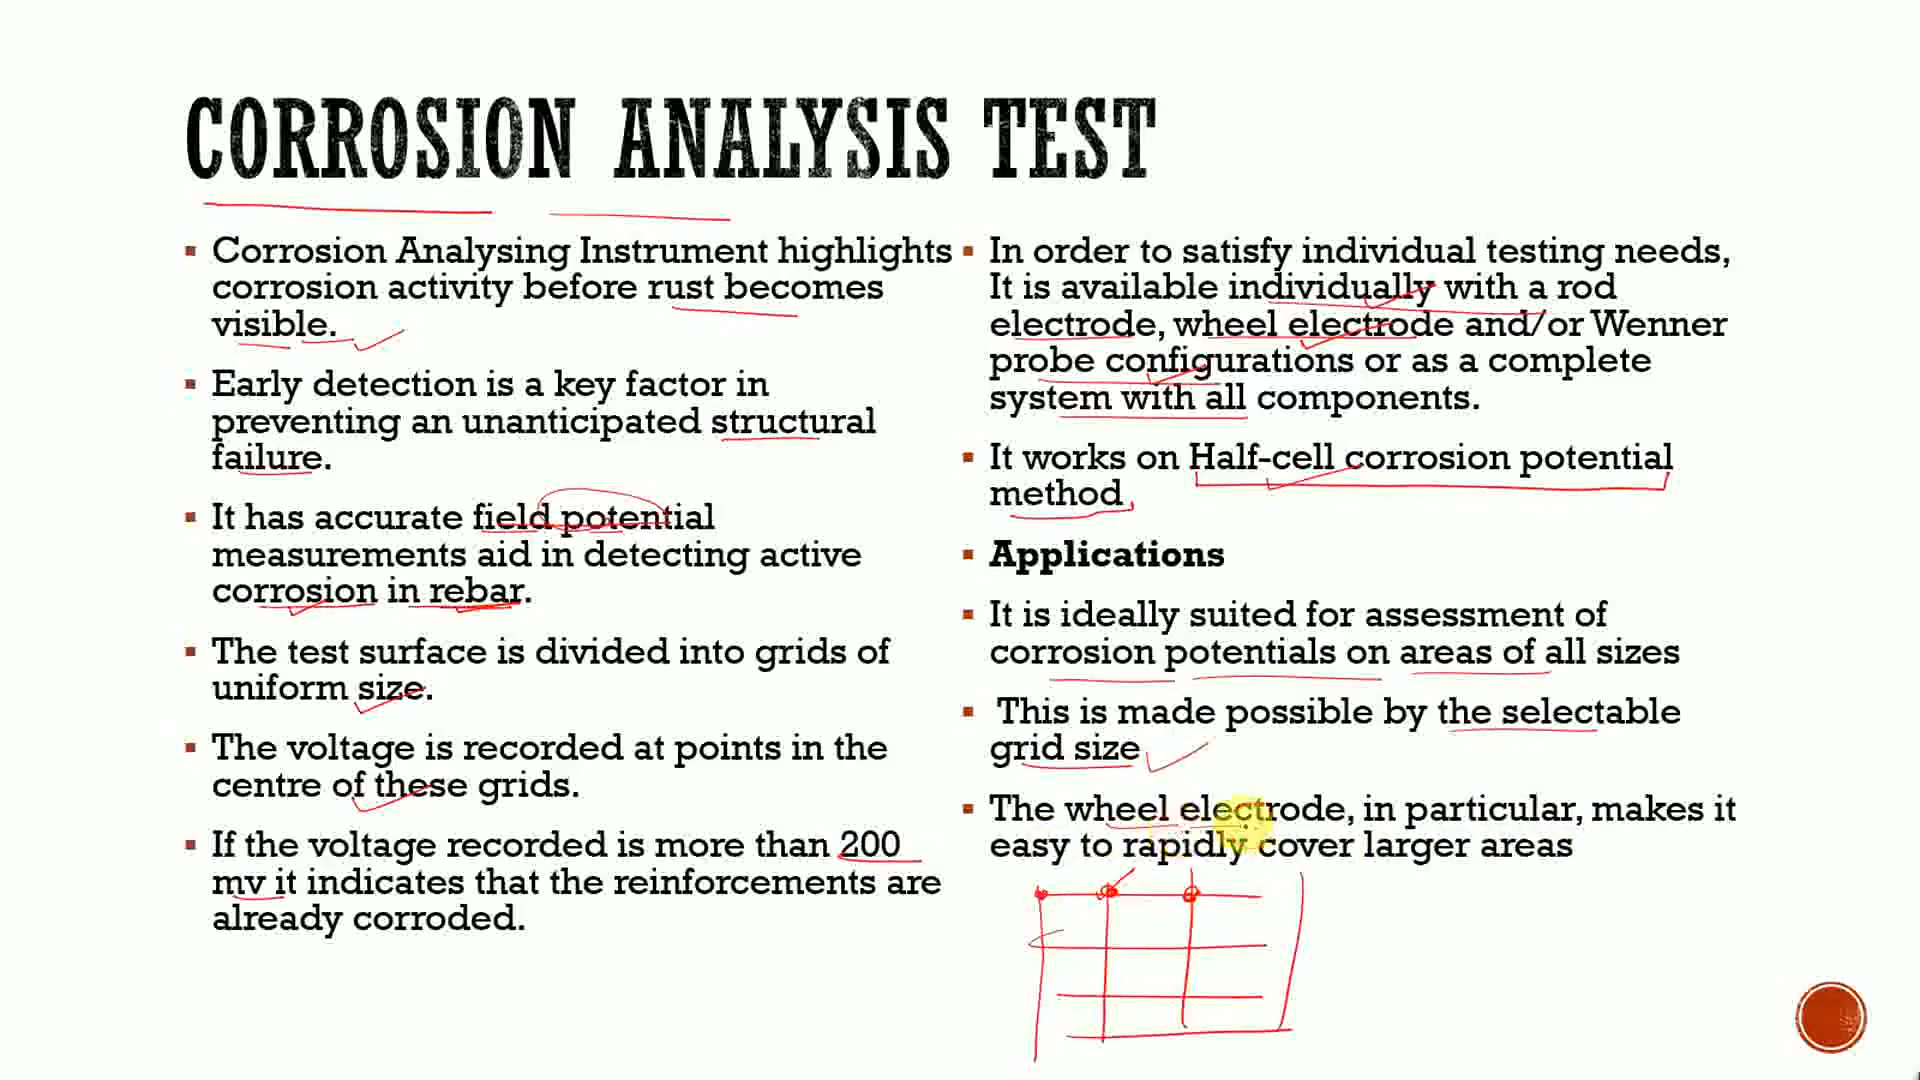 CORROSION ANALYSIS TEST
Corrosion Analysing Instrument highlights
corrosion activity before rust becomes
visible.
Early detection is a key factor in
preventing an unanticipated structural
failure.
It has accurate field potential
measurements aid in detecting active
corrosion in rebar.
The test surface is divided into grids of
uniform size.
The voltage is recorded at points in the
centre of these grids.
If the voltage recorded is more than 200
mv it indicates that the reinforcements are
already corroded.
In order to satisfy individual testing needs,
It is available individually with a rod
electrode, wheel electrode and/or Wenner
probe configurations or as a complete
system with all components.
It works on Half-cell corrosion potential
method
Applications
It is ideally suited for assessment of
corrosion potentials on areas of all sizes
This is made possible by the selectable
grid size
The wheel electrode, in particular, makes it
easy to rapidly cover larger areas